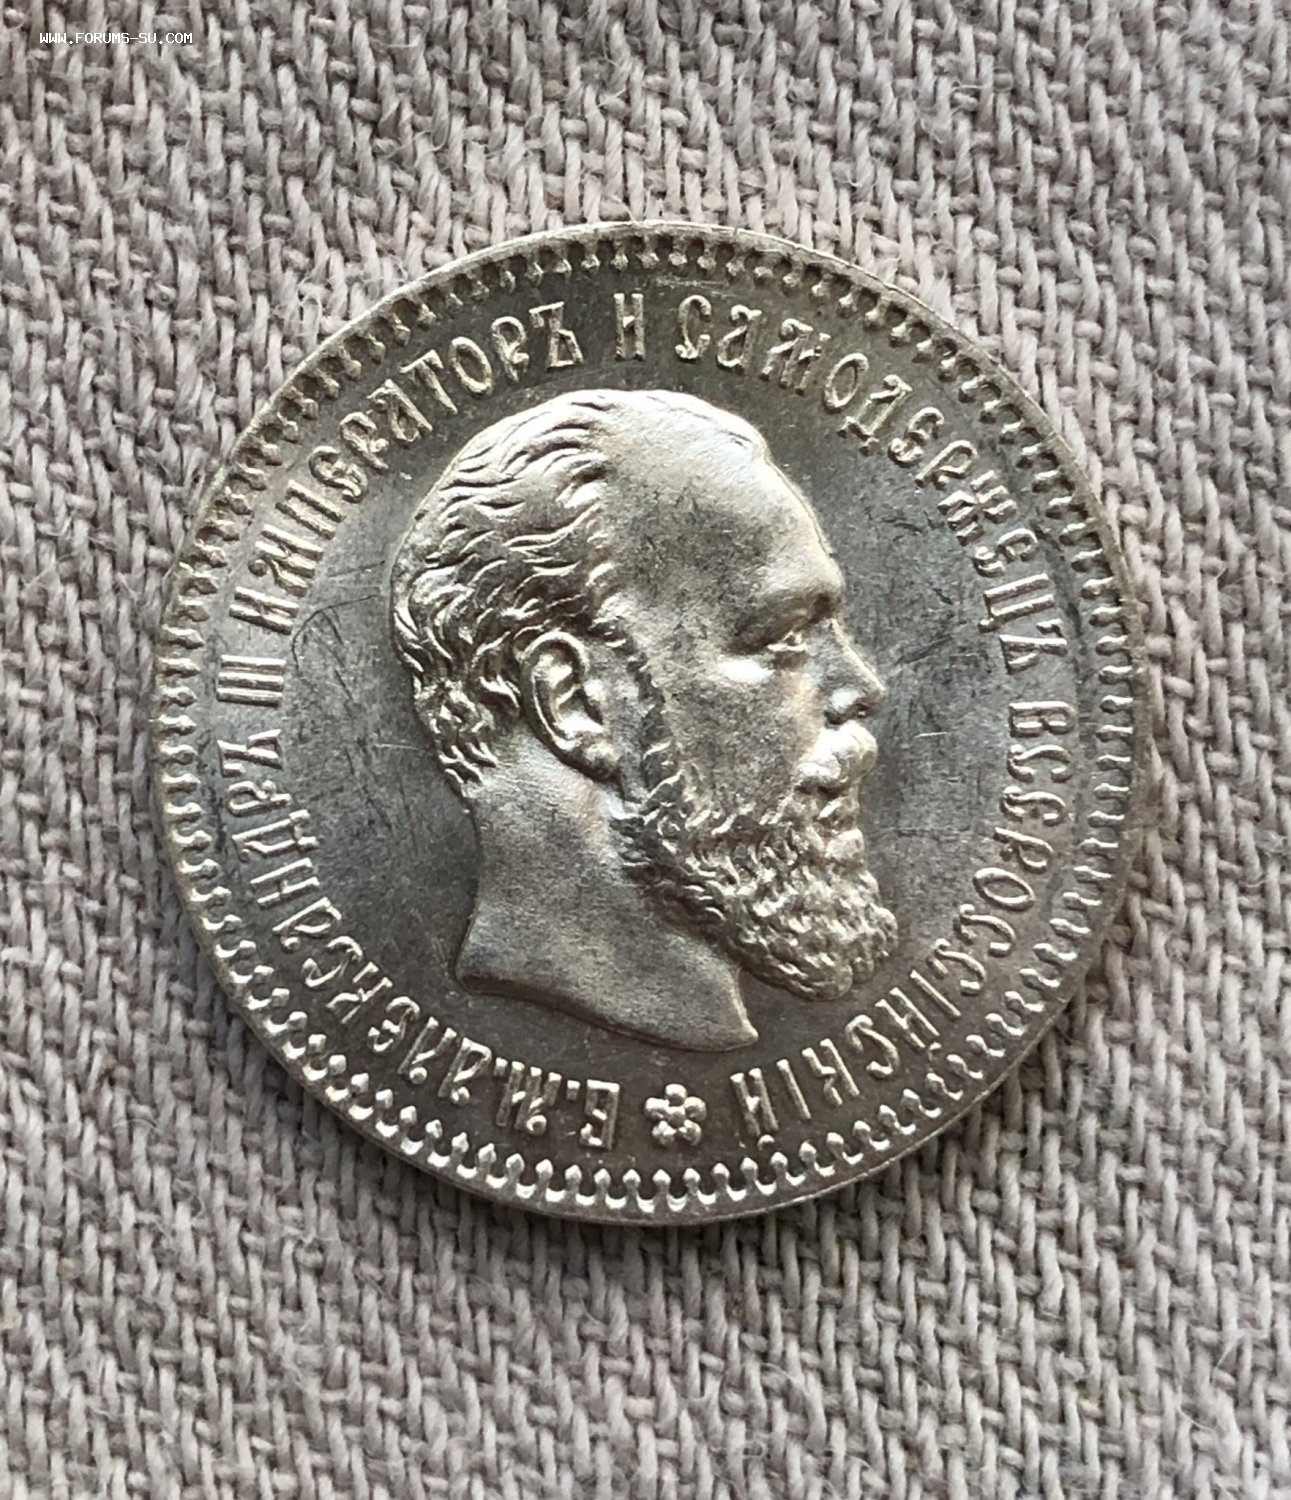 WWW.FORUMS-SU.COM
Б.М.АЛЕКСАНДРЪ III ИМПЕРАТОРЪ И САМОДЕРЖЕЦЪ ВСЕРОССІЙСКІЙ